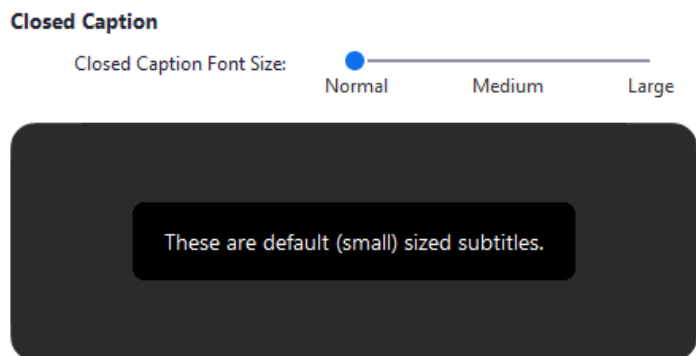 Closed Caption
Closed Caption Font Size:
Normal Medium Large
These are default (small) sized subtitles.